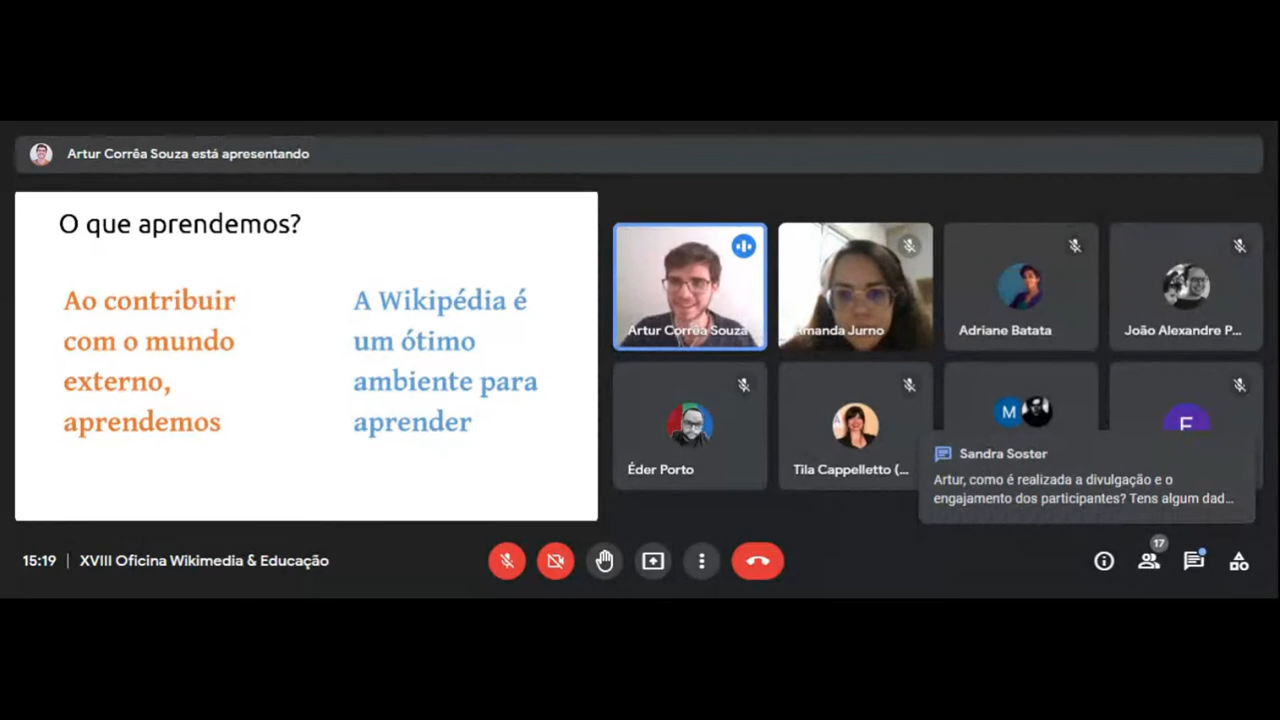 Artur Corrêa Souza está apresentando
O que aprendemos?
Ao contribuir
com o mundo
externo,
aprendemos
A Wikipédia é
um ótimo
ambiente para
aprender
Artur Corrêa Souza
Amanda Jurno
Adriane Batata
João Alexandre P...
Éder Porto
Tila Cappelletto (...
M
E
Sandra Soster
Artur, como é realizada a divulgação e o
engajamento dos participantes? Tens algum dad...
15:19 | XVIII Oficina Wikimedia & Educação
17